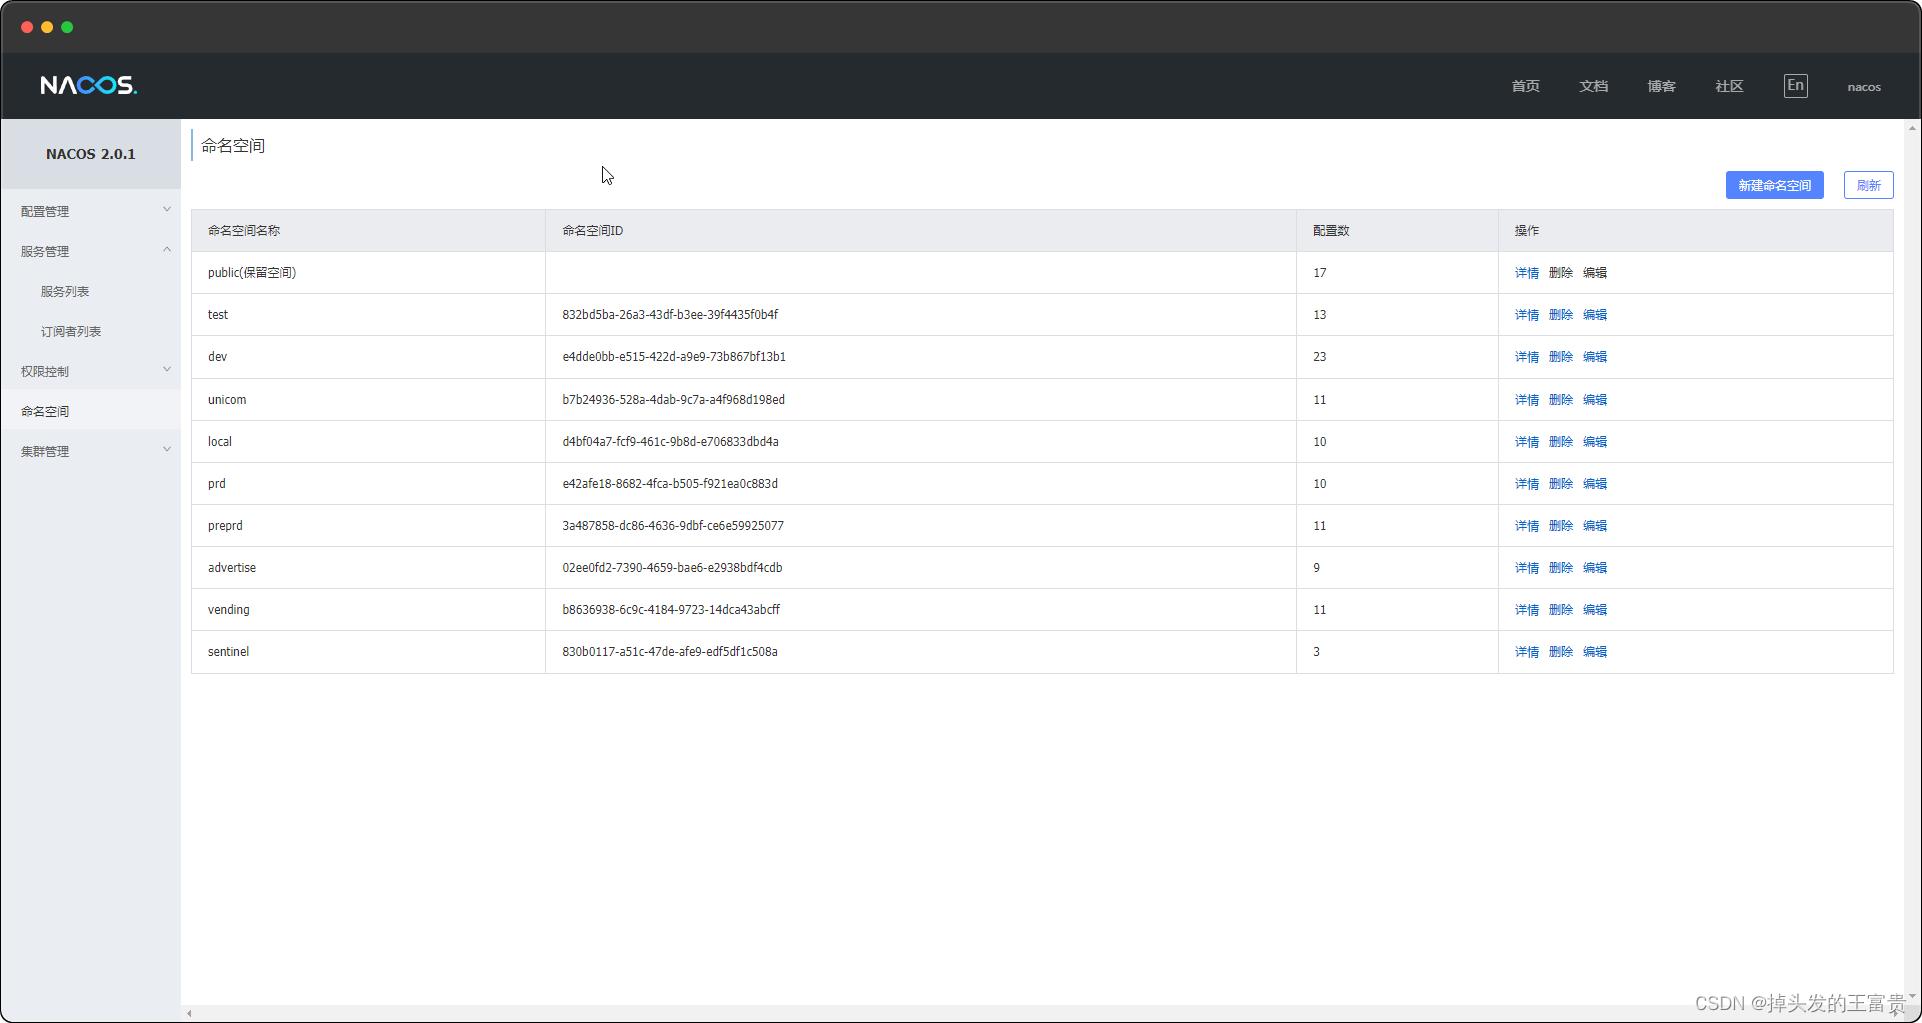 NACOS.
首页 文档 博客 社区 En nacos
NACOS 2.0.1
配置管理
服务管理
服务列表
订阅者列表
权限控制
命名空间
集群管理
命名空间
新建命名空间 刷新
命名空间名称 命名空间ID 配置数 操作
public(保留空间) 17 详情 删除 编辑
test 832bd5ba-26a3-43df-b3ee-39f4435f0b4f 13 详情 删除 编辑
dev e4dde0bb-e515-422d-a9e9-73b867bf13b1 23 详情 删除 编辑
unicom b7b24936-528a-4dab-9c7a-a4f968d198ed 11 详情 删除 编辑
local d4bf04a7-fcf9-461c-9b8d-e706833dbd4a 10 详情 删除 编辑
prd e42afe18-8682-4fca-b505-f921ea0c883d 10 详情 删除 编辑
preprd 3a487858-dc86-4636-9dbf-ce6e59925077 11 详情 删除 编辑
advertise 02ee0fd2-7390-4659-bae6-e2938bdf4cdb 9 详情 删除 编辑
vending b8636938-6c9c-4184-9723-14dca43abcff 11 详情 删除 编辑
sentinel 830b0117-a51c-47de-afe9-edf5df1c508a 3 详情 删除 编辑
CSDN @掉头发的王富贵